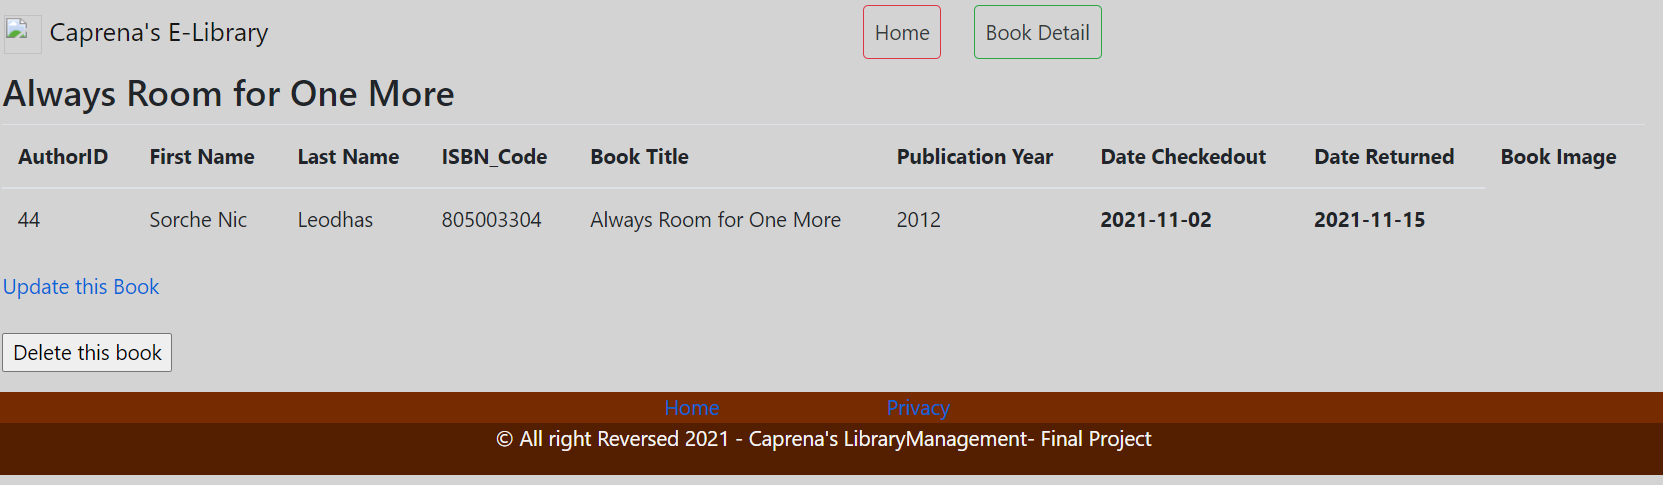 Caprena's E-Library Home Book Detail
Always Room for One More
AuthorID First Name Last Name ISBN_Code Book Title Publication Year Date Checkedout Date Returned Book Image
44 Sorche Nic Leodhas 805003304 Always Room for One More 2012 2021-11-02 2021-11-15
Update this Book
Delete this book
Home Privacy
© All right Reversed 2021 - Caprena's LibraryManagement- Final Project